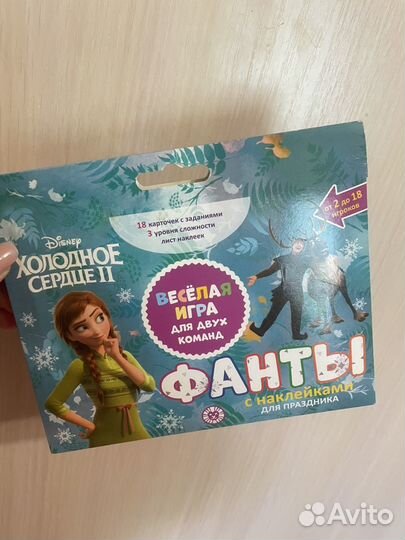 18 карточек с заданиями
3 уровня сложности
лист наклеек
от 2 до 18
игроков
Disney
ХОЛОДНОЕ
СЕРДЦЕ II
ВЕСЁЛАЯ
ИГРА
ДЛЯ ДВУХ
КОМАНД
ФАНТЫ
с наклейками
ДЛЯ ПРАЗДНИКА
Avito